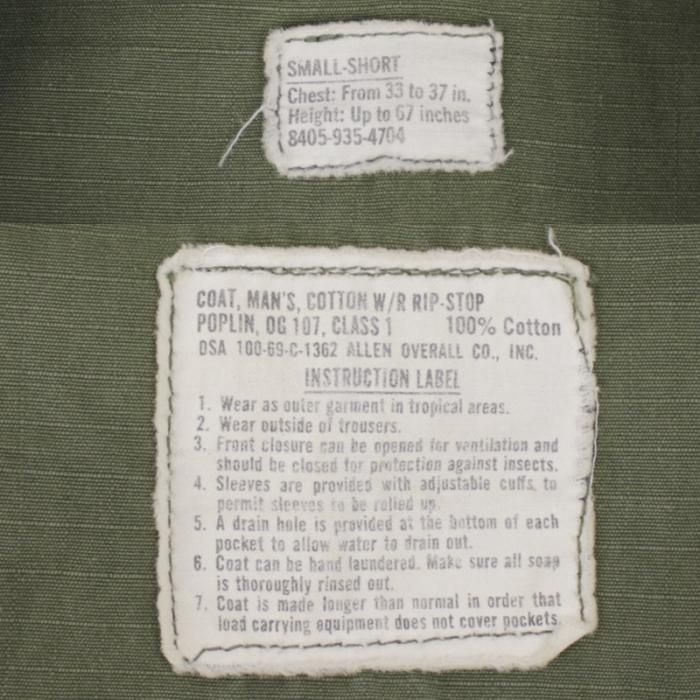 SMALL-SHORT
Chest: From 33 to 37 in.
Height: Up to 67 inches
8405-935-4704
COAT, MAN'S, COTTON W/R RIP-STOP
POPLIN, OG 107, CLASS 1 100% Cotton
DSA 100-69-C-1362 ALLEN OVERALL CO., INC.
INSTRUCTION LABEL
1. Wear as outer garment in tropical areas.
2. Wear outside of trousers.
3. Front closure can be opened for ventilation and
should be closed for protection against insects.
4. Sleeves are provided with adjustable cuffs, to
permit sleeves to be rolled up.
5. A drain hole is provided at the bottom of each
pocket to allow water to drain out.
6. Coat can be hand laundered. Make sure all soap
is thoroughly rinsed out.
7. Coat is made longer than normal in order that
load carrying equipment does not cover pockets.